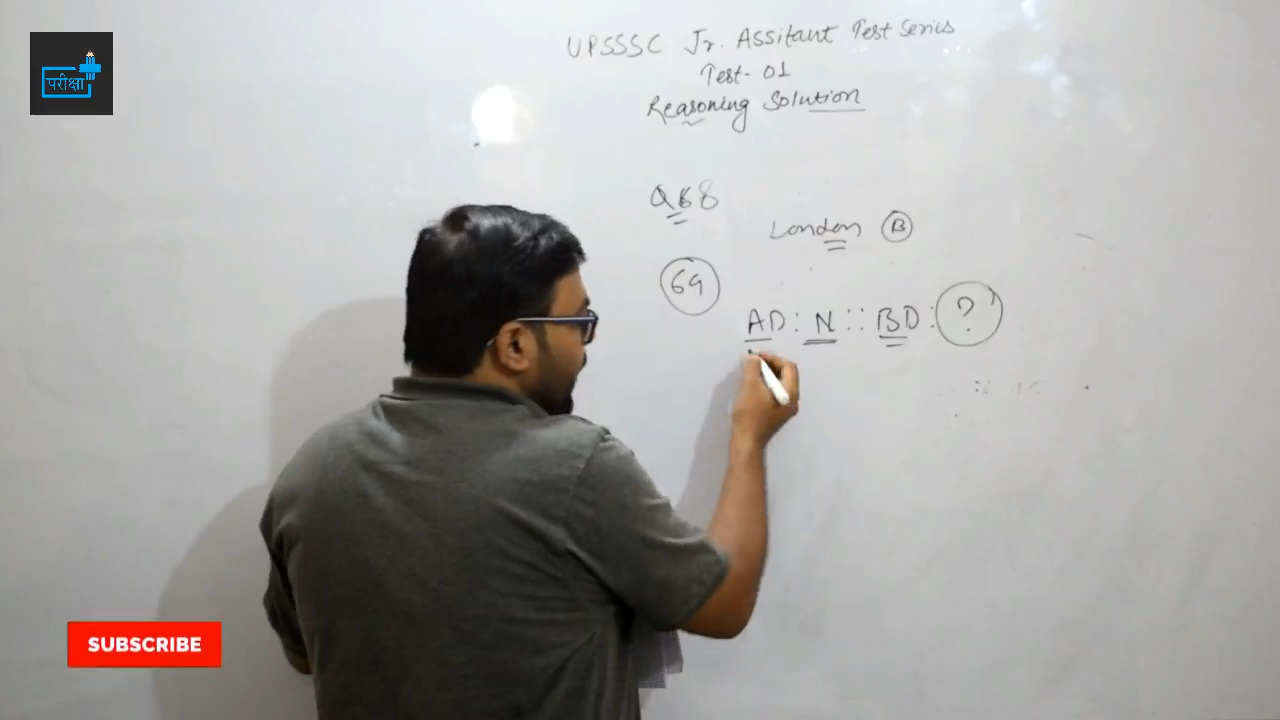 परीक्षा
UPSSSC Jr. Assitant Test Series
Test-01
Reasoning Solution
Q68
London B
69
AD : N :: BD : ?
SUBSCRIBE